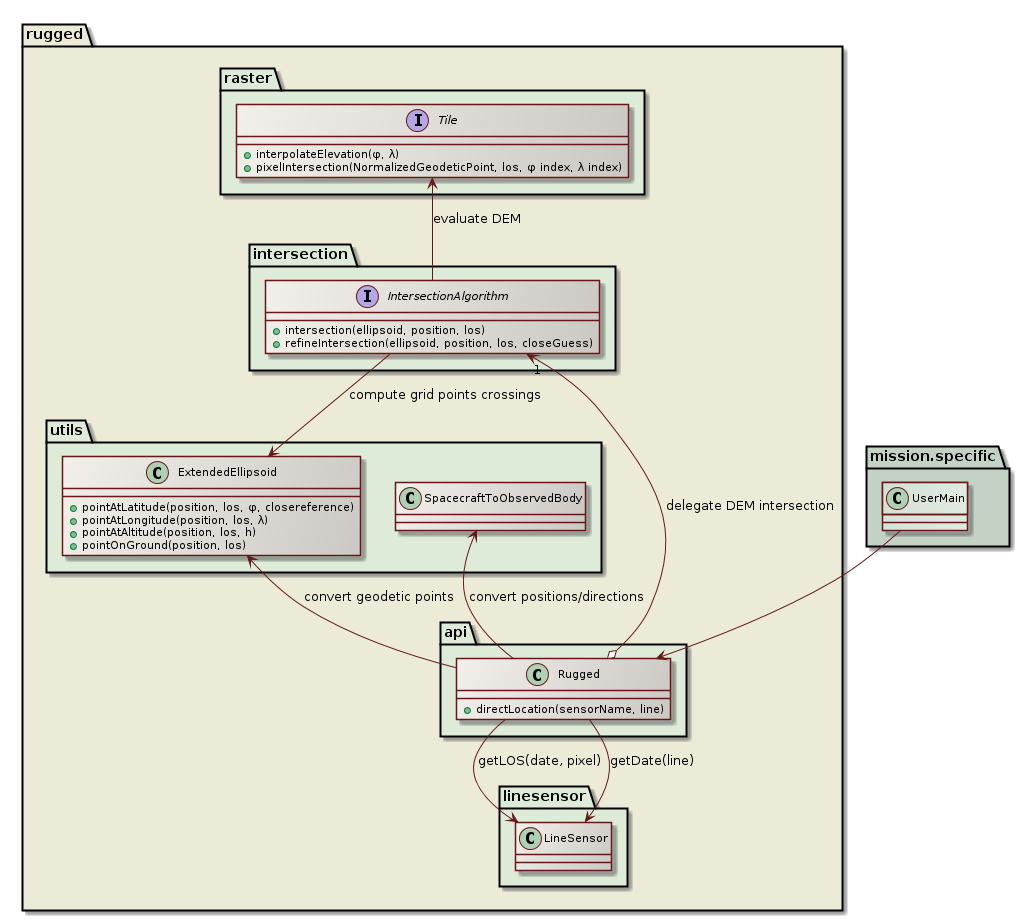 rugged
raster
I Tile
interpolateElevation(φ, λ)
pixelIntersection(NormalizedGeodeticPoint, los, φ index, λ index)
evaluate DEM
intersection
I IntersectionAlgorithm
intersection(ellipsoid, position, los)
refineIntersection(ellipsoid, position, los, closeGuess)
1
compute grid points crossings
utils
C ExtendedEllipsoid
pointAtLatitude(position, los, φ, closereference)
pointAtLongitude(position, los, λ)
pointAtAltitude(position, los, h)
pointOnGround(position, los)
C SpacecraftToObservedBody
mission.specific
C UserMain
delegate DEM intersection
convert geodetic points
convert positions/directions
api
C Rugged
directLocation(sensorName, line)
getLOS(date, pixel)
getDate(line)
linesensor
C LineSensor